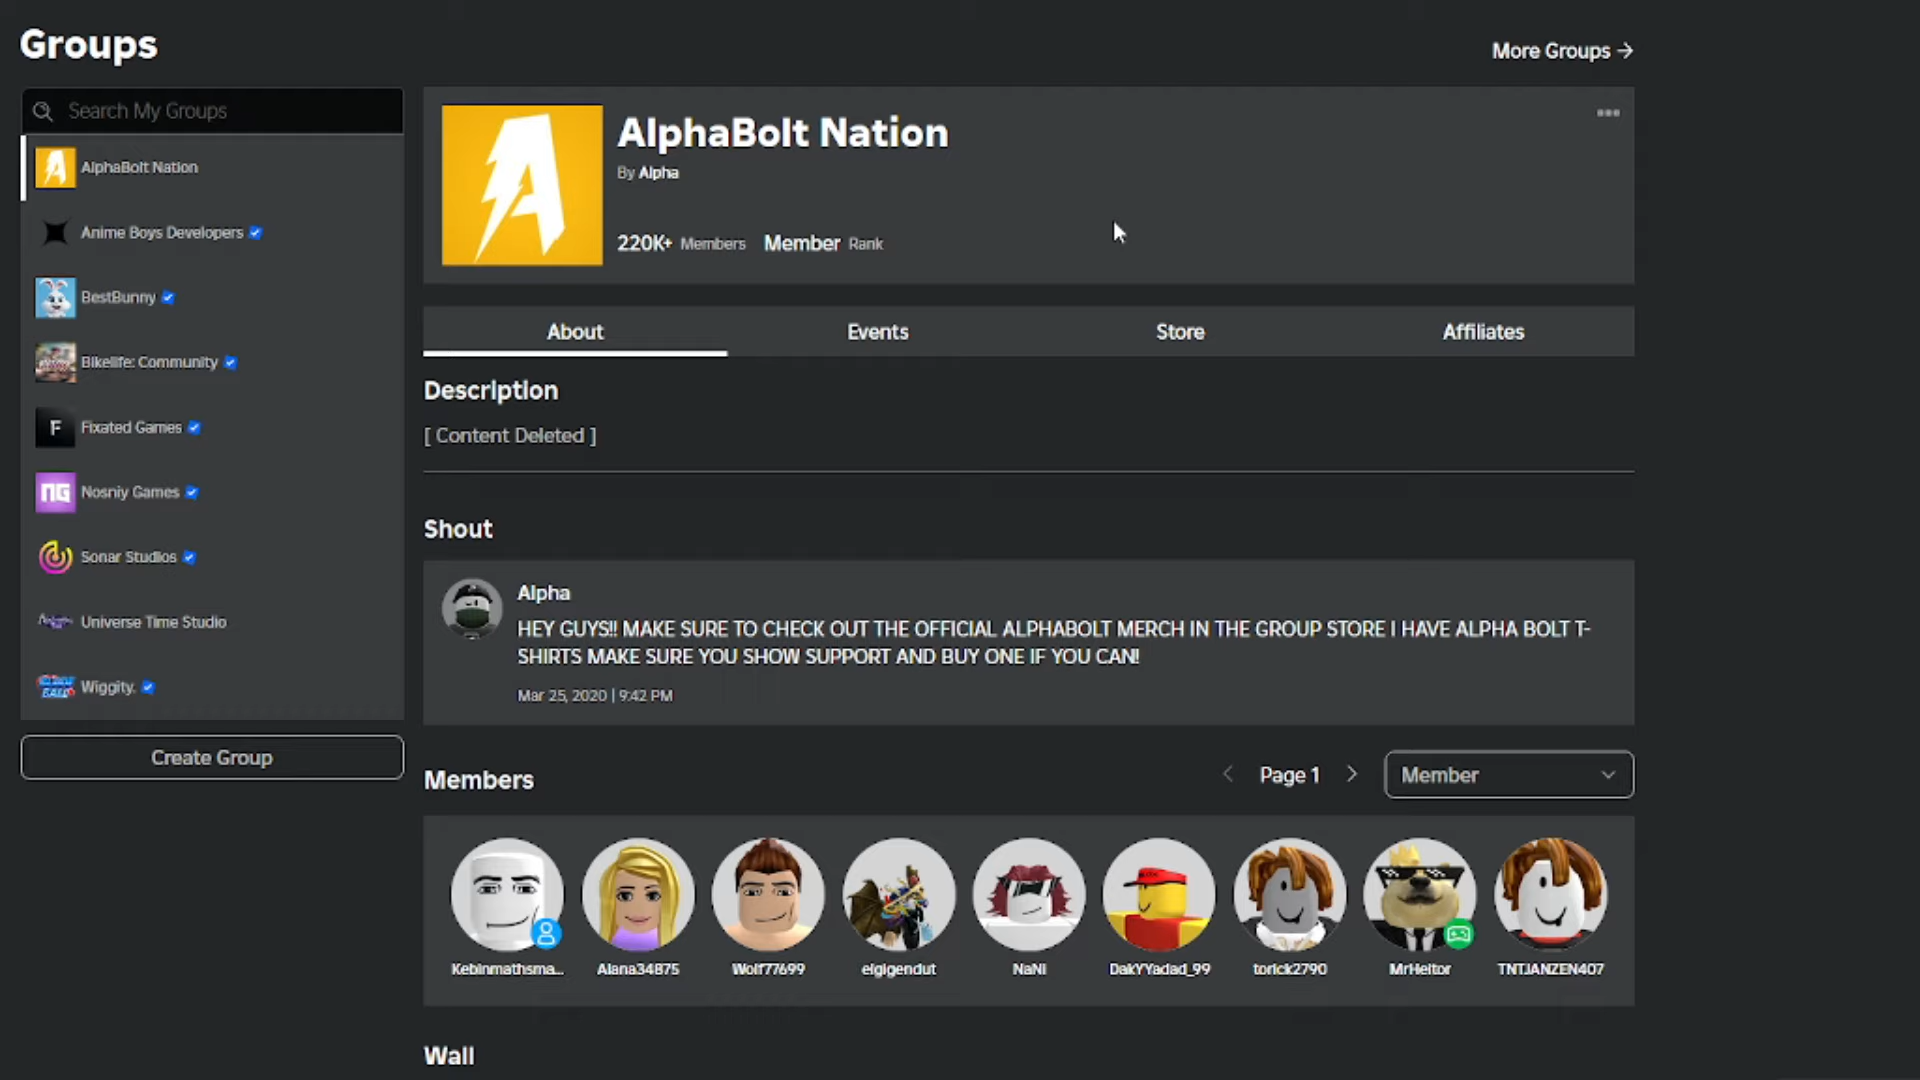 Groups
More Groups →
Search My Groups
AlphaBolt Nation
Anime Boys Developers
BestBunny
Bikelife: Community
F
Fixated Games
NG
Nosniy Games
Sonar Studios
Universe Time Studio
Wiggity.
Create Group
A
AlphaBolt Nation
By Alpha
220K+ Members Member Rank
About Events Store Affiliates
Description
[ Content Deleted ]
Shout
Alpha
HEY GUYS!! MAKE SURE TO CHECK OUT THE OFFICIAL ALPHABOLT MERCH IN THE GROUP STORE I HAVE ALPHA BOLT T-
SHIRTS MAKE SURE YOU SHOW SUPPORT AND BUY ONE IF YOU CAN!
Mar 25, 2020 | 9:42 PM
Members
Page 1
Member
Kebinmathsma... Alana34875 Wolf77699 eigigendut NaNi DakYYadad_99 torick2790 MrHeitor TNTJANZEN407
Wall